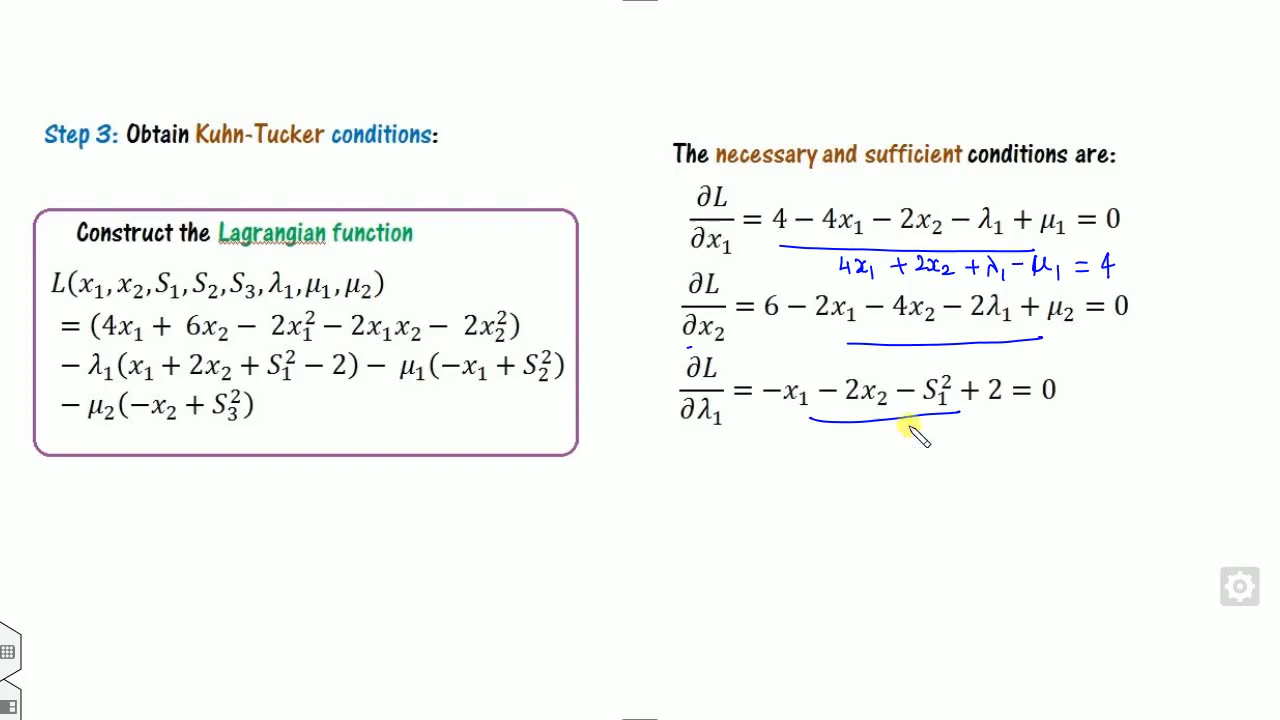 Step 3: Obtain Kuhn-Tucker conditions:
Construct the Lagrangian function
L(x₁, x₂, S₁, S₂, S₃, λ₁, μ₁, μ₂)
= (4x₁ + 6x₂ − 2x₁² − 2x₁x₂ − 2x₂²)
− λ₁(x₁ + 2x₂ + S₁² − 2) − μ₁(−x₁ + S₂²)
− μ₂(−x₂ + S₃²)
The necessary and sufficient conditions are:
∂L/∂x₁ = 4 − 4x₁ − 2x₂ − λ₁ + μ₁ = 0
4x₁ + 2x₂ + λ₁ − μ₁ = 4
∂L/∂x₂ = 6 − 2x₁ − 4x₂ − 2λ₁ + μ₂ = 0
∂L/∂λ₁ = −x₁ − 2x₂ − S₁² + 2 = 0